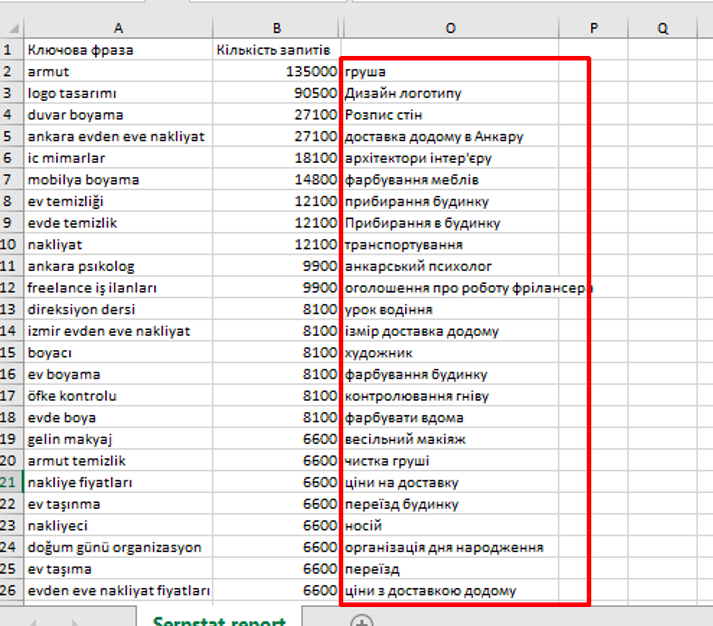 A B O P Q
1 Ключова фраза Кількість запитів
2 armut 135000 груша
3 logo tasarımı 90500 Дизайн логотипу
4 duvar boyama 27100 Розпис стін
5 ankara evden eve nakliyat 27100 доставка додому в Анкару
6 ic mimarlar 18100 архітектори інтер'єру
7 mobilya boyama 14800 фарбування меблів
8 ev temizliği 12100 прибирання будинку
9 evde temizlik 12100 Прибирання в будинку
10 nakliyat 12100 транспортування
11 ankara psıkolog 9900 анкарський психолог
12 freelance iş ilanları 9900 оголошення про роботу фрілансера
13 direksiyon dersi 8100 урок водіння
14 izmir evden eve nakliyat 8100 ізмір доставка додому
15 boyacı 8100 художник
16 ev boyama 8100 фарбування будинку
17 öfke kontrolu 8100 контролювання гніву
18 evde boya 8100 фарбувати вдома
19 gelin makyaj 6600 весільний макіяж
20 armut temizlik 6600 чистка груші
21 nakliye fiyatları 6600 ціни на доставку
22 ev taşınma 6600 переїзд будинку
23 nakliyeci 6600 носій
24 doğum günü organizasyon 6600 організація дня народження
25 ev taşıma 6600 переїзд
26 evden eve nakliyat fiyatları 6600 ціни з доставкою додому
Serpstat report